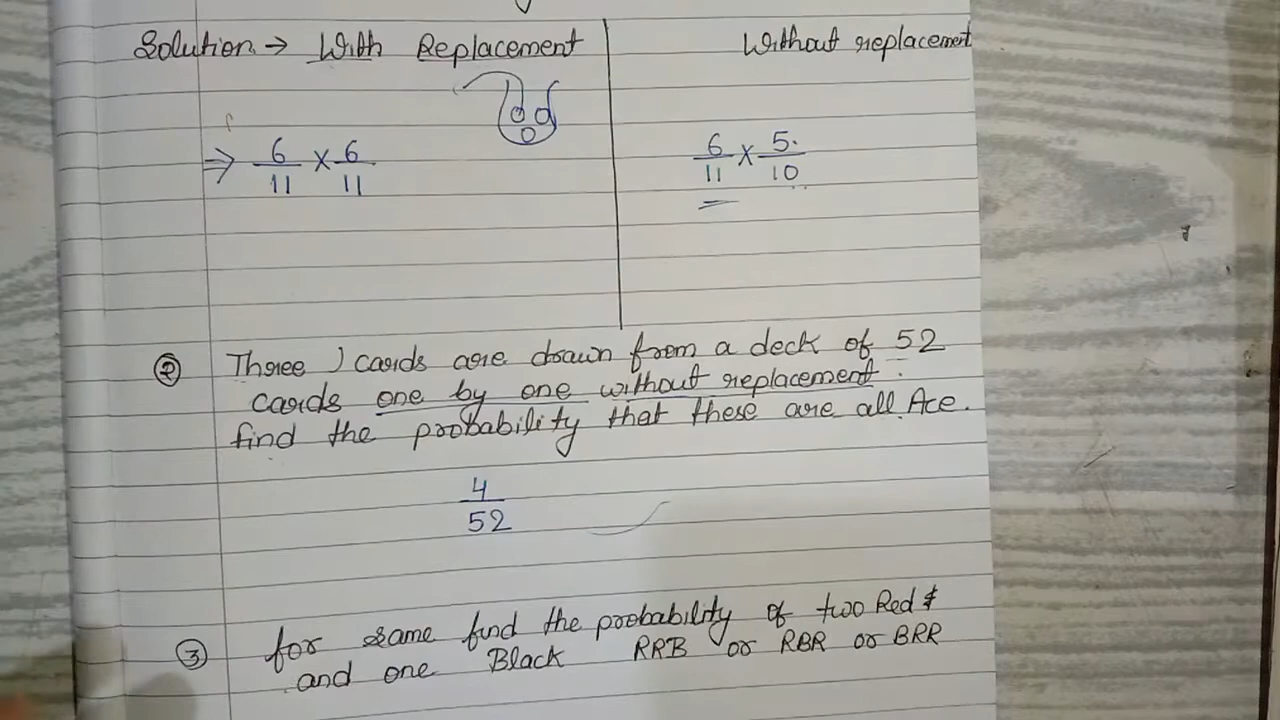 Solution → With Replacement
Without replacement
⇒ 6/11 × 6/11
6/11 × 5/10
② Three cards are drawn from a deck of 52
cards one by one without replacement.
find the probability that these are all Ace.
4/52
③ for same find the probability of two Red &
and one Black RRB or RBR or BRR